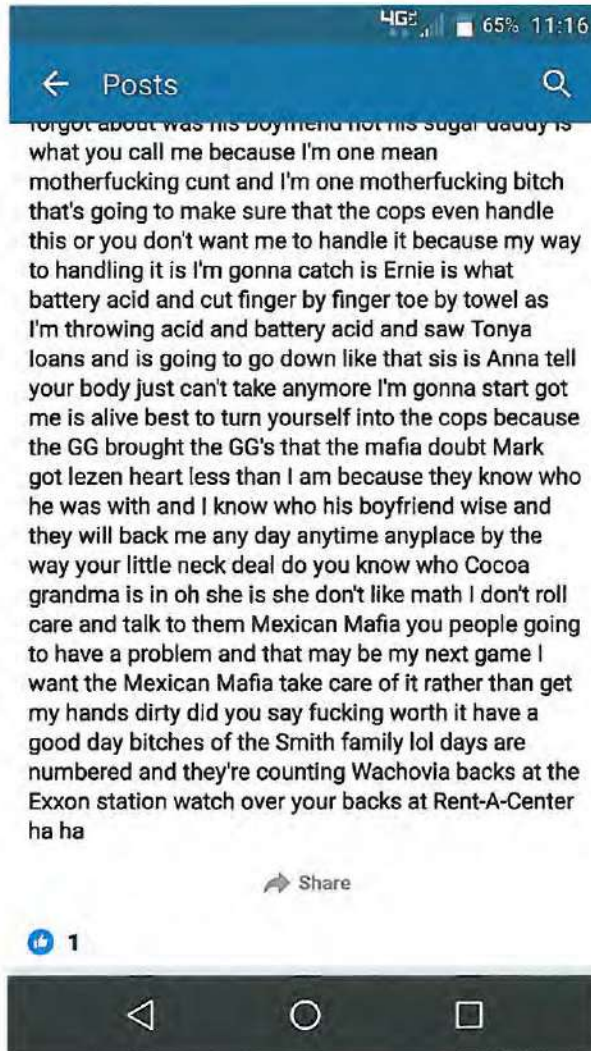 4G 65% 11:16
Posts
forgot about was his boyfriend not his sugar daddy is
what you call me because I'm one mean
motherfucking cunt and I'm one motherfucking bitch
that's going to make sure that the cops even handle
this or you don't want me to handle it because my way
to handling it is I'm gonna catch is Ernie is what
battery acid and cut finger by finger toe by towel as
I'm throwing acid and battery acid and saw Tonya
loans and is going to go down like that sis is Anna tell
your body just can't take anymore I'm gonna start got
me is alive best to turn yourself into the cops because
the GG brought the GG's that the mafia doubt Mark
got lezen heart less than I am because they know who
he was with and I know who his boyfriend wise and
they will back me any day anytime anyplace by the
way your little neck deal do you know who Cocoa
grandma is in oh she is she don't like math I don't roll
care and talk to them Mexican Mafia you people going
to have a problem and that may be my next game I
want the Mexican Mafia take care of it rather than get
my hands dirty did you say fucking worth it have a
good day bitches of the Smith family lol days are
numbered and they're counting Wachovia backs at the
Exxon station watch over your backs at Rent-A-Center
ha ha
Share
1